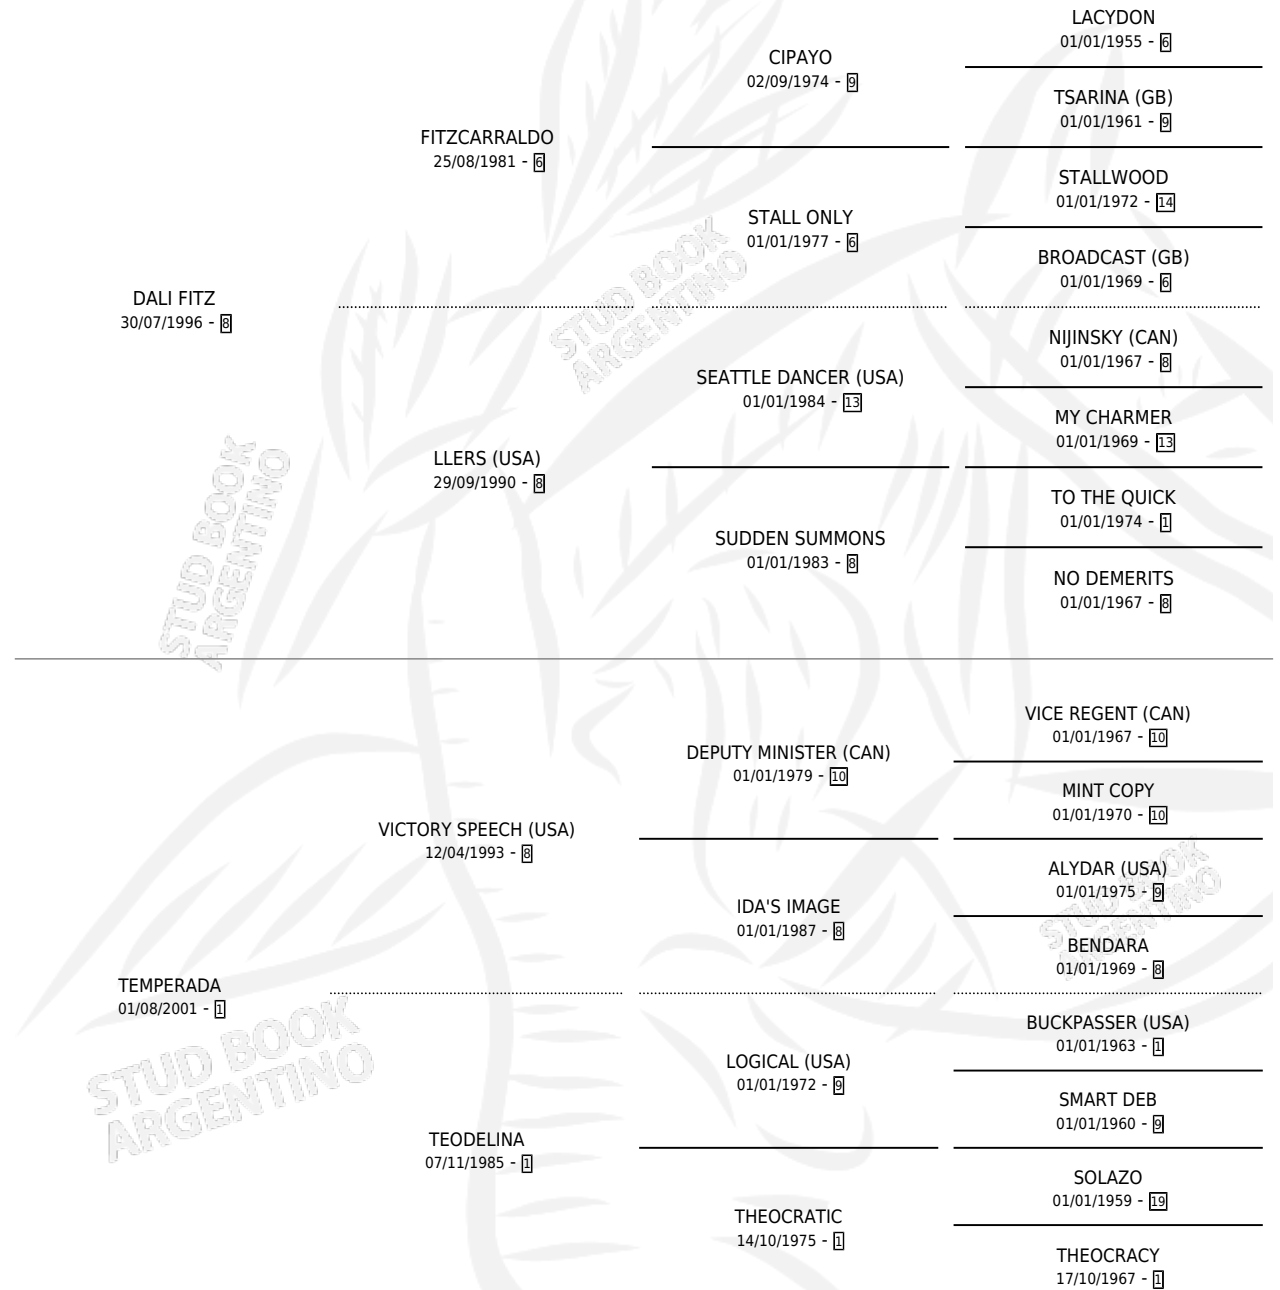 LACYDON
01/01/1955 - 6
CIPAYO
02/09/1974 - 9
TSARINA (GB)
01/01/1961 - 9
FITZCARRALDO
25/08/1981 - 6
STALLWOOD
01/01/1972 - 14
STALL ONLY
01/01/1977 - 6
BROADCAST (GB)
01/01/1969 - 6
DALI FITZ
30/07/1996 - 8
NIJINSKY (CAN)
01/01/1967 - 8
SEATTLE DANCER (USA)
01/01/1984 - 13
MY CHARMER
01/01/1969 - 13
LLERS (USA)
29/09/1990 - 8
TO THE QUICK
01/01/1974 - 1
SUDDEN SUMMONS
01/01/1983 - 8
NO DEMERITS
01/01/1967 - 8
STUD BOOK
ARGENTINO
STUD BOOK
ARGENTINO
VICE REGENT (CAN)
01/01/1967 - 10
DEPUTY MINISTER (CAN)
01/01/1979 - 10
MINT COPY
01/01/1970 - 10
VICTORY SPEECH (USA)
12/04/1993 - 8
ALYDAR (USA)
01/01/1975 - 9
IDA'S IMAGE
01/01/1987 - 8
BENDARA
01/01/1969 - 8
TEMPERADA
01/08/2001 - 1
BUCKPASSER (USA)
01/01/1963 - 1
LOGICAL (USA)
01/01/1972 - 9
SMART DEB
01/01/1960 - 9
TEODELINA
07/11/1985 - 1
SOLAZO
01/01/1959 - 19
THEOCRATIC
14/10/1975 - 1
THEOCRACY
17/10/1967 - 1
STUD BOOK
ARGENTINO
STUD BOOK
ARGENTINO